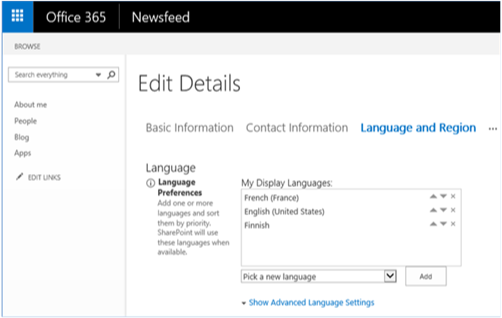 Office 365 Newsfeed
BROWSE
Search everything
About me
People
Blog
Apps
EDIT LINKS
Edit Details
Basic Information Contact Information Language and Region ...
Language
Language
Preferences
Add one or more
languages and sort
them by priority.
SharePoint will use
these languages when
available.
My Display Languages:
French (France)
English (United States)
Finnish
Pick a new language
Add
Show Advanced Language Settings